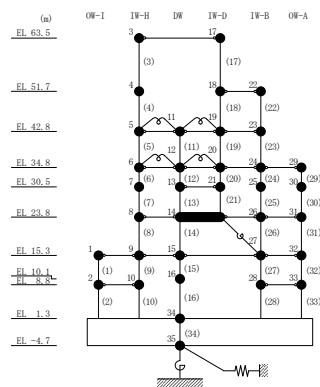 (m) OW-I IW-H DW IW-D IW-B OW-A
EL 63.5 3 17
(3) (17)
EL 51.7 4 18 22
(4) (18) (22)
EL 42.8 5 11 19 23
(5) (11) (19) (23)
EL 34.8 6 12 20 24 29
(6) (12) (20) (24) (29)
EL 30.5 7 13 21 25 30
(7) (13) (21) (25) (30)
EL 23.8 8 14 26 31
(8) (14) (26) (31)
27
EL 15.3 1 9 15 32
(1) (9) (15) (27) (32)
EL 10.1 16
EL 8.8 2 10 28 33
(2) (10) (16) (28) (33)
EL 1.3 34
(34)
EL -4.7 35